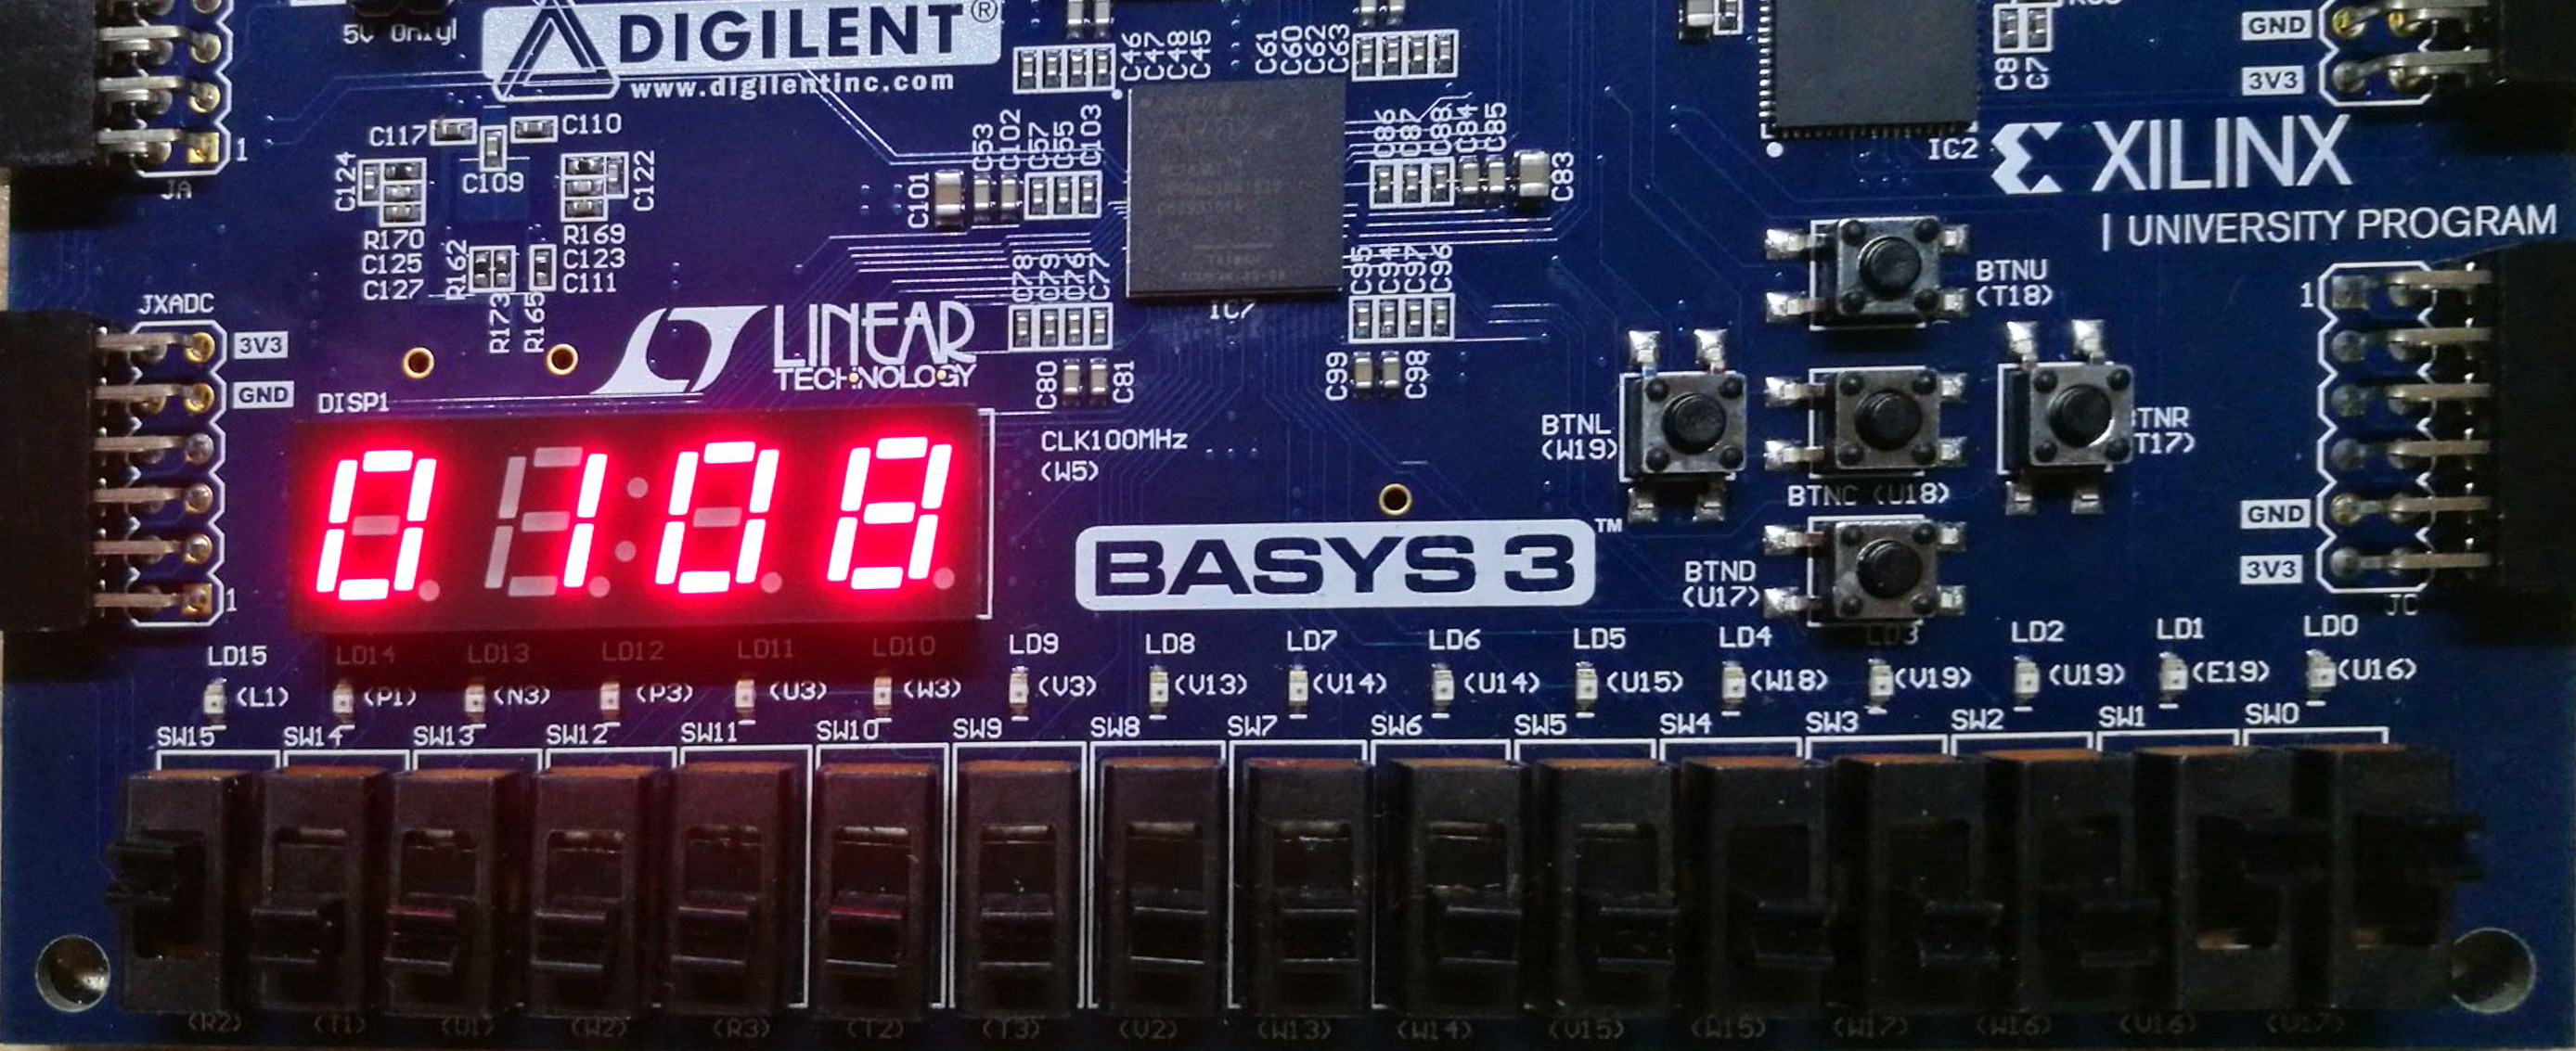 5V Only!
DIGILENT®
www.digilentinc.com
C46
C47
C48
C45
C61
C60
C62
C63
C8
C7
GND
3V3
1
JA
C117
C110
C109
C124
C122
R170
C125
C127
R162
R173
R165
R169
C123
C111
C101
C53
C102
C57
C55
C103
C86
C87
C88
C84
C85
C83
C78
C79
C76
C77
C95
C94
C97
C96
C80
C81
C99
C98
IC7
IC2
XILINX
| UNIVERSITY PROGRAM
JXADC
3V3
GND
1
LINEAR
TECHNOLOGY
DISP1
0108
CLK100MHz
(W5)
BASYS 3™
BTNU
(T18)
BTNL
(W19)
BTNC (U18)
BTNR
T17)
BTND
(U17)
1
GND
3V3
JC
LD15 LD14 LD13 LD12 LD11 LD10 LD9 LD8 LD7 LD6 LD5 LD4 LD3 LD2 LD1 LD0
(L1) (P1) (N3) (P3) (U3) (W3) (V3) (V13) (V14) (U14) (U15) (W18) (V19) (U19) (E19) (U16)
SW15 SW14 SW13 SW12 SW11 SW10 SW9 SW8 SW7 SW6 SW5 SW4 SW3 SW2 SW1 SW0
(R2) (T1) (U1) (W2) (R3) (T2) (T3) (V2) (W13) (W14) (V15) (W15) (W17) (W16) (V16) (V17)